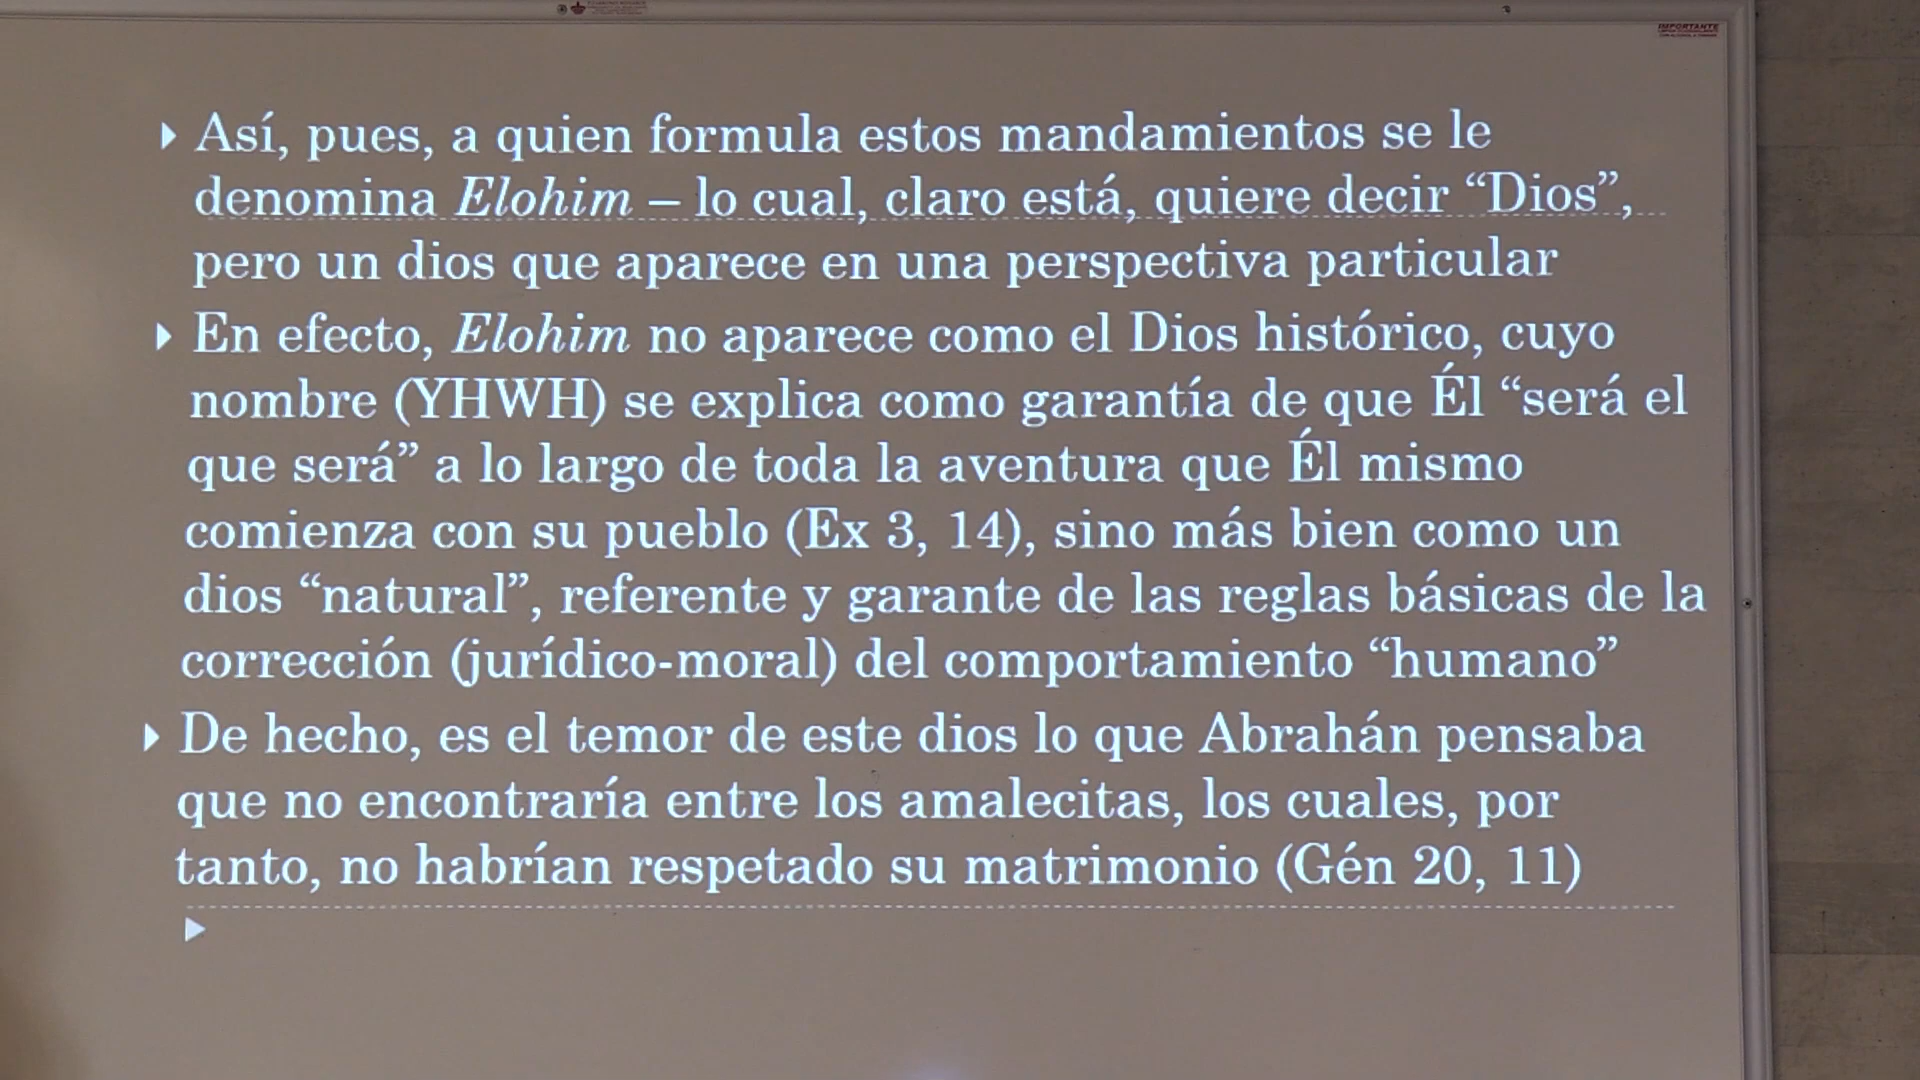 IMPORTANTE
Así, pues, a quien formula estos mandamientos se le
denomina Elohim – lo cual, claro está, quiere decir “Dios”,
pero un dios que aparece en una perspectiva particular
En efecto, Elohim no aparece como el Dios histórico, cuyo
nombre (YHWH) se explica como garantía de que Él “será el
que será” a lo largo de toda la aventura que Él mismo
comienza con su pueblo (Ex 3, 14), sino más bien como un
dios “natural”, referente y garante de las reglas básicas de la
corrección (jurídico-moral) del comportamiento “humano”
De hecho, es el temor de este dios lo que Abrahán pensaba
que no encontraría entre los amalecitas, los cuales, por
tanto, no habrían respetado su matrimonio (Gén 20, 11)